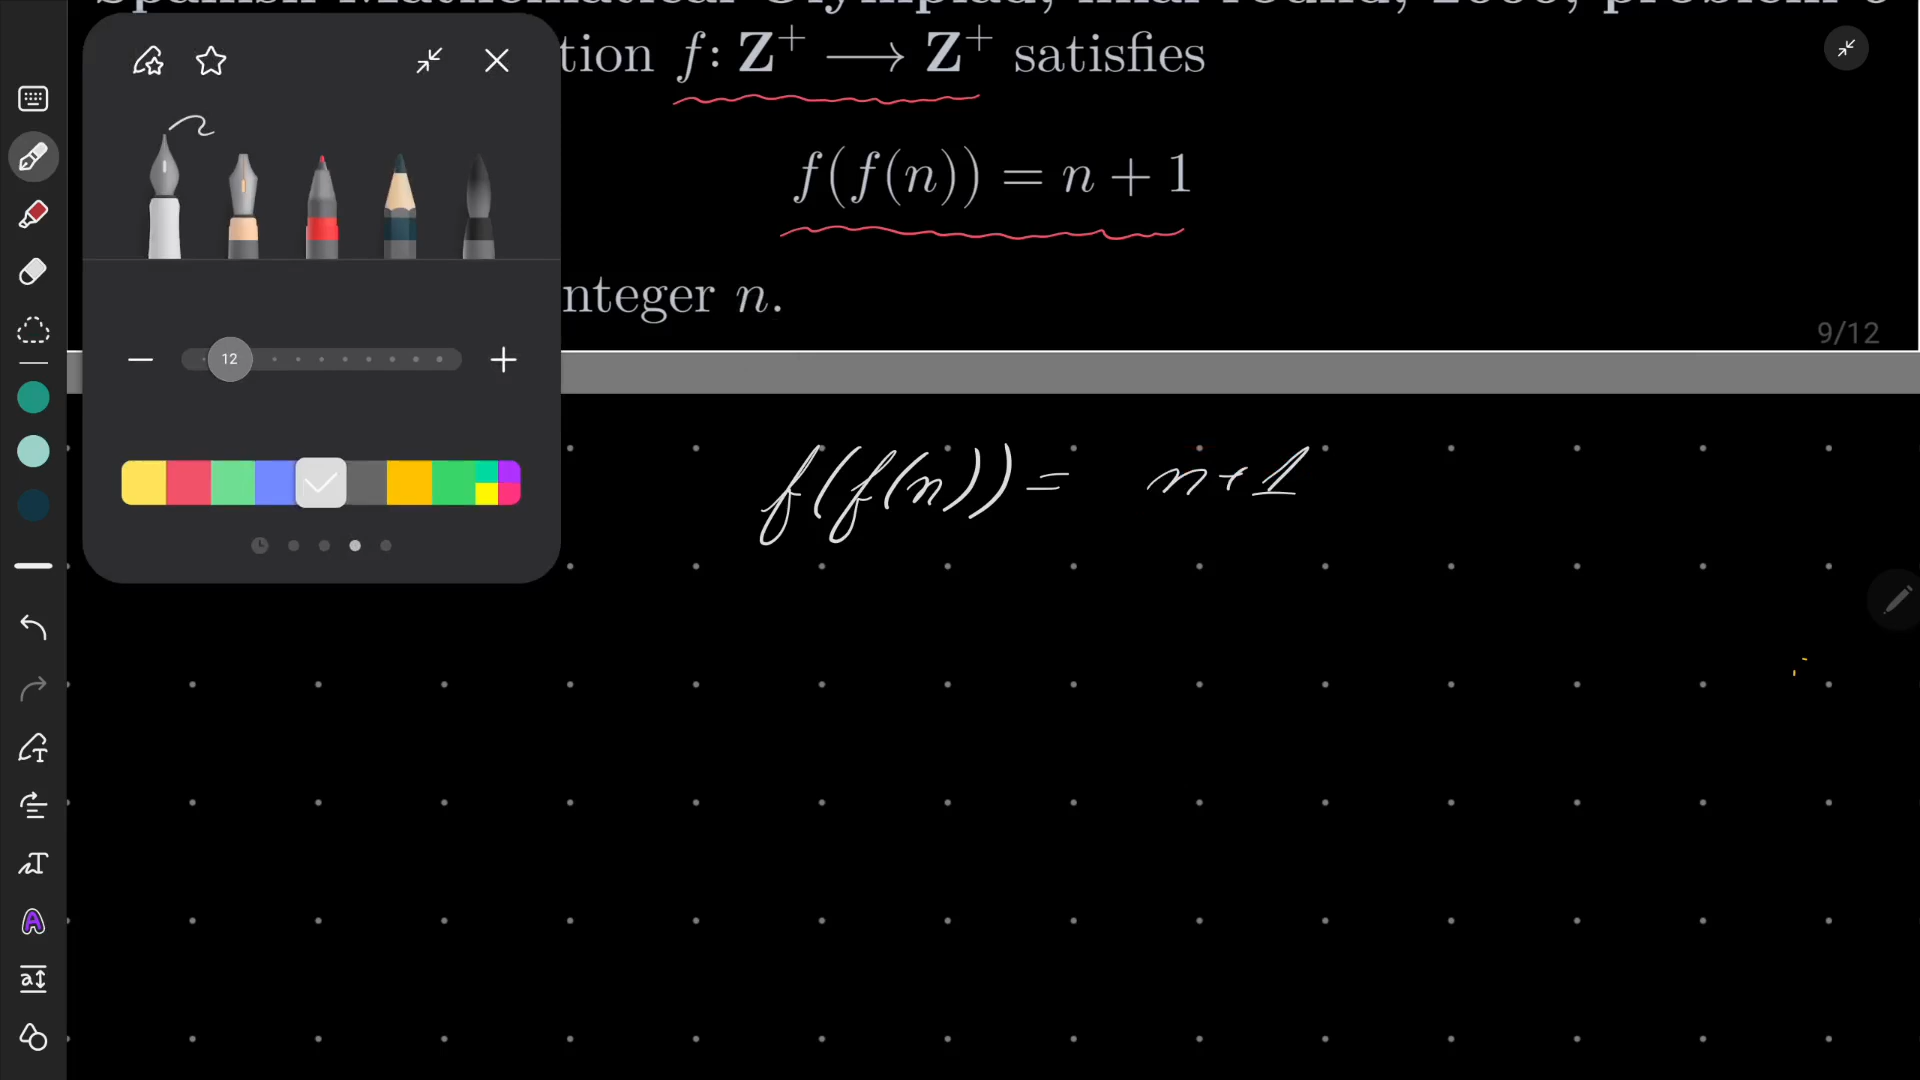 tion f: Z⁺ ⟶ Z⁺ satisfies
f(f(n)) = n + 1
nteger n.
9/12
12
f(f(n)) = n+1